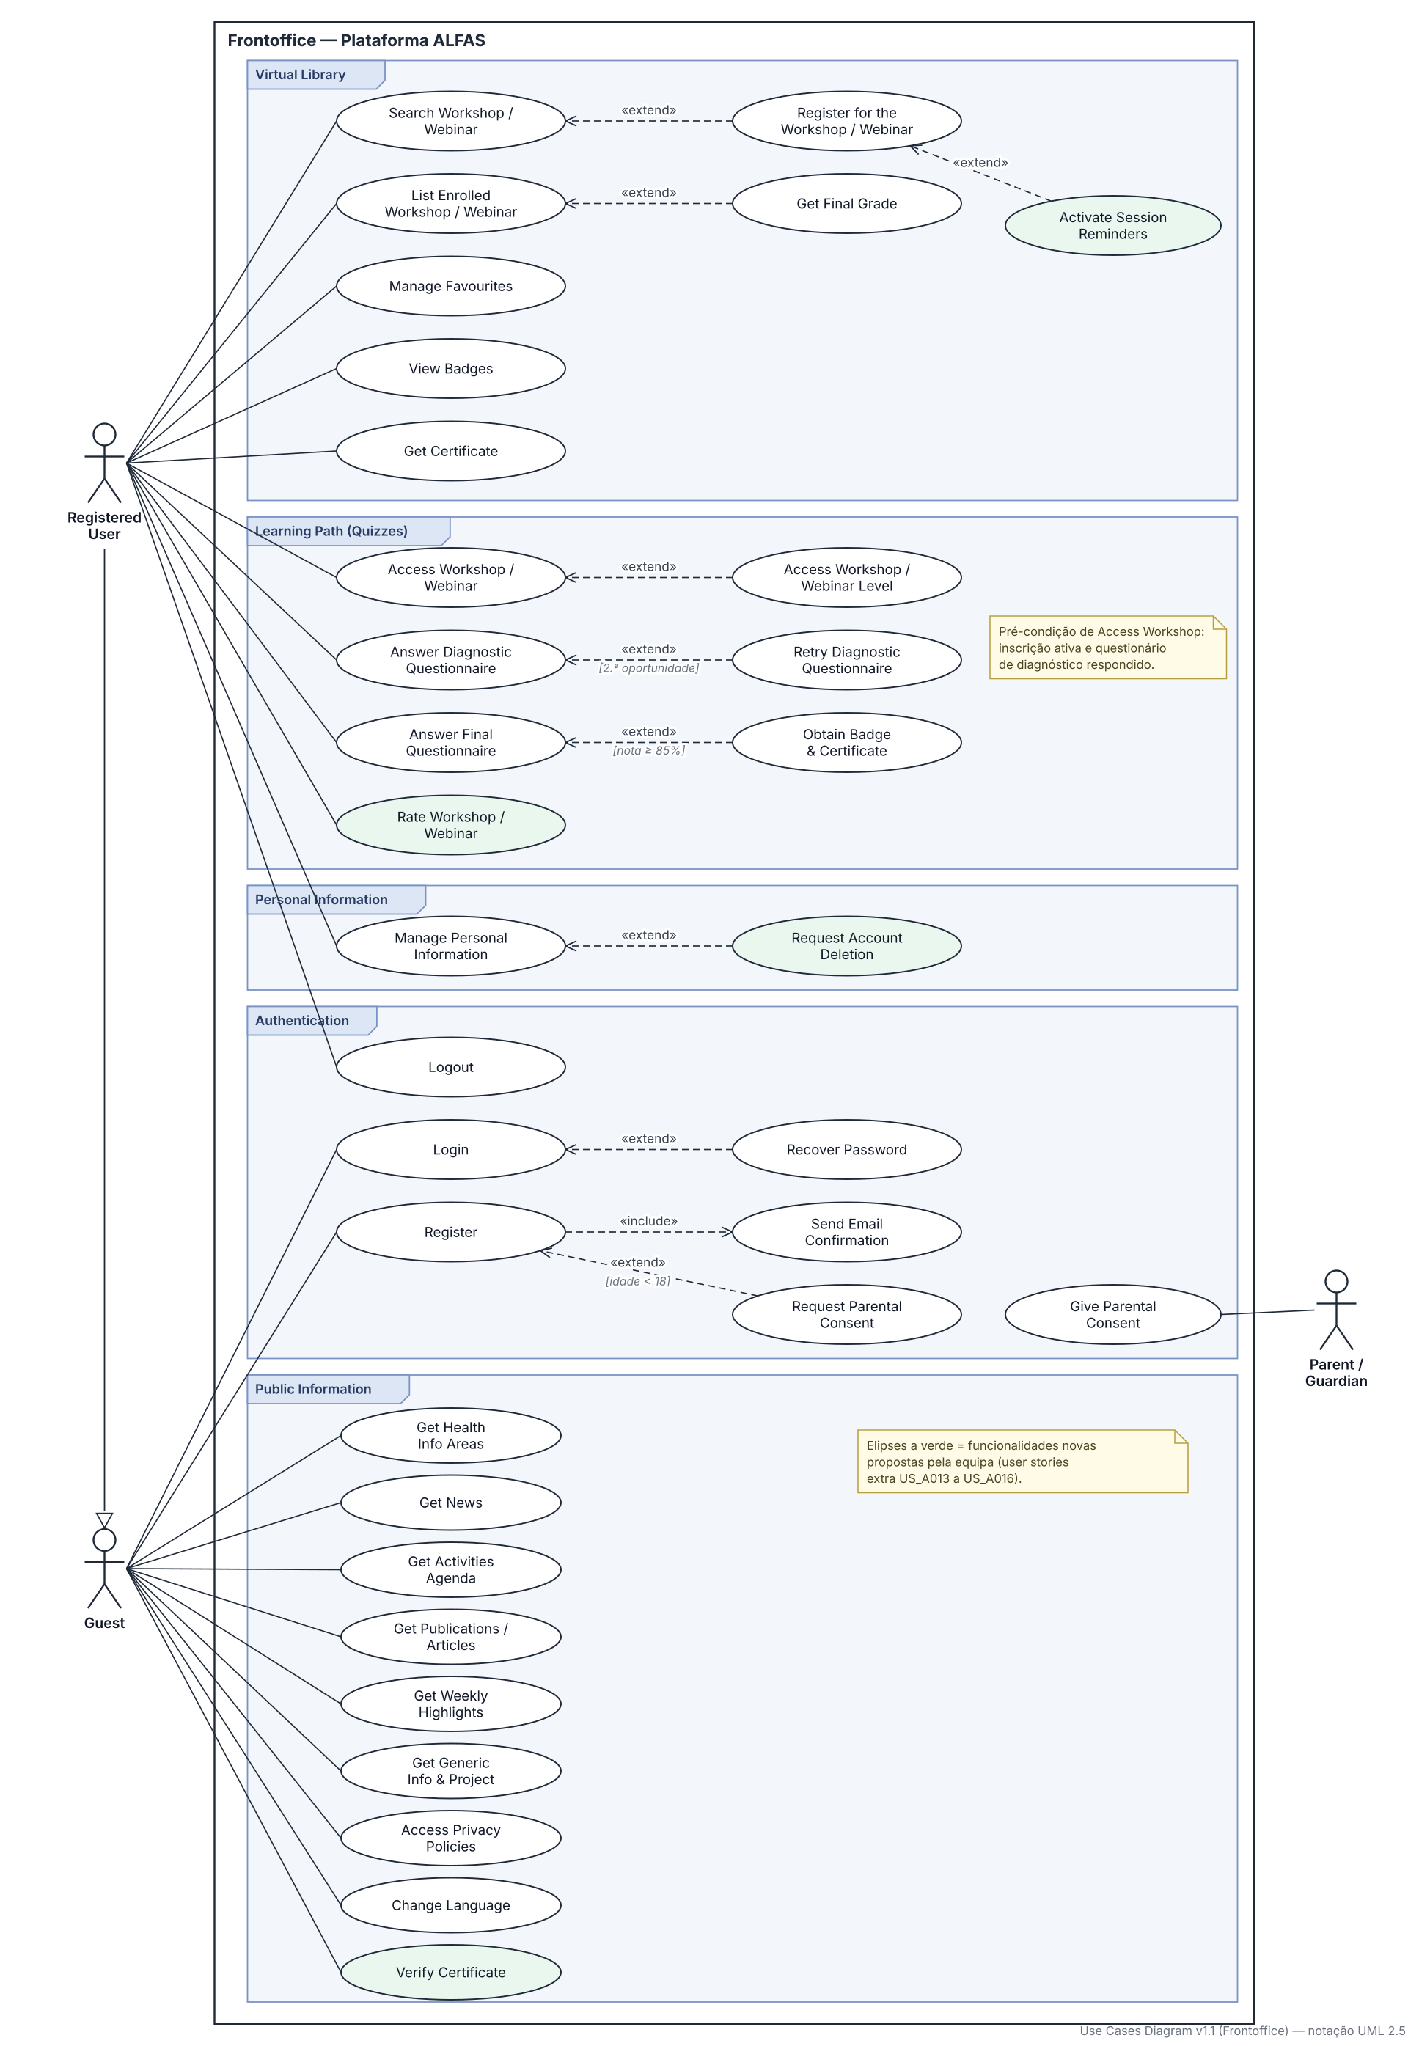 Frontoffice — Plataforma ALFAS
Virtual Library
Search Workshop /
Webinar
«extend»
Register for the
Workshop / Webinar
«extend»
List Enrolled
Workshop / Webinar
«extend»
Get Final Grade
Activate Session
Reminders
Manage Favourites
View Badges
Get Certificate
Registered
User
Learning Path (Quizzes)
Access Workshop /
Webinar
«extend»
Access Workshop /
Webinar Level
Pré-condição de Access Workshop:
inscrição ativa e questionário
de diagnóstico respondido.
Answer Diagnostic
Questionnaire
«extend»
[2.ª oportunidade]
Retry Diagnostic
Questionnaire
Answer Final
Questionnaire
«extend»
[nota ≥ 85%]
Obtain Badge
& Certificate
Rate Workshop /
Webinar
Personal Information
Manage Personal
Information
«extend»
Request Account
Deletion
Authentication
Logout
Login
«extend»
Recover Password
Register
«include»
Send Email
Confirmation
«extend»
[idade < 18]
Request Parental
Consent
Give Parental
Consent
Parent /
Guardian
Public Information
Get Health
Info Areas
Elipses a verde = funcionalidades novas
propostas pela equipa (user stories
extra US_A013 a US_A016).
Get News
Get Activities
Agenda
Guest
Get Publications /
Articles
Get Weekly
Highlights
Get Generic
Info & Project
Access Privacy
Policies
Change Language
Verify Certificate
Use Cases Diagram v1.1 (Frontoffice) — notação UML 2.5